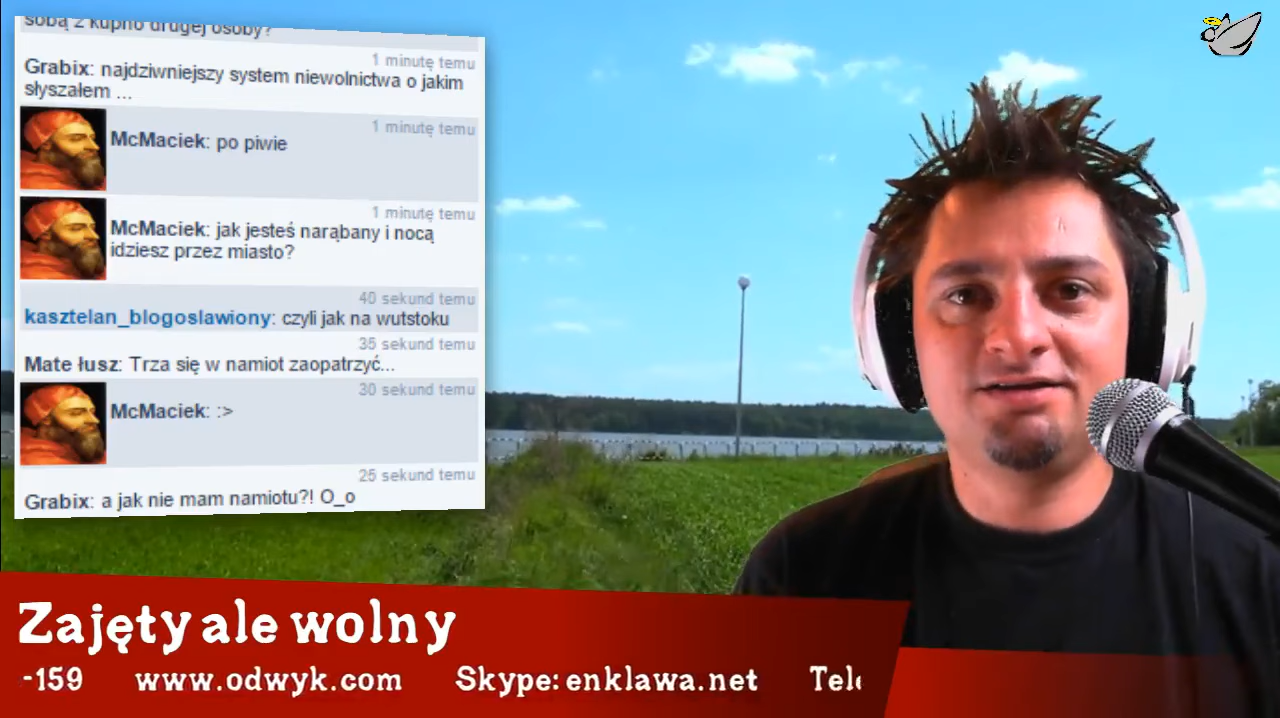 sobą z kupno drugej osoby?
1 minutę temu
Grabix: najdziwniejszy system niewolnictwa o jakim
słyszałem ...
1 minutę temu
McMaciek: po piwie
1 minutę temu
McMaciek: jak jesteś narąbany i nocą
idziesz przez miasto?
40 sekund temu
kasztelan_blogoslawiony: czyli jak na wutstoku
35 sekund temu
Mate łusz: Trza się w namiot zaopatrzyć...
30 sekund temu
McMaciek: :>
25 sekund temu
Grabix: a jak nie mam namiotu?! O_o
Zajęty ale wolny
-159 www.odwyk.com Skype: enklawa.net Tele